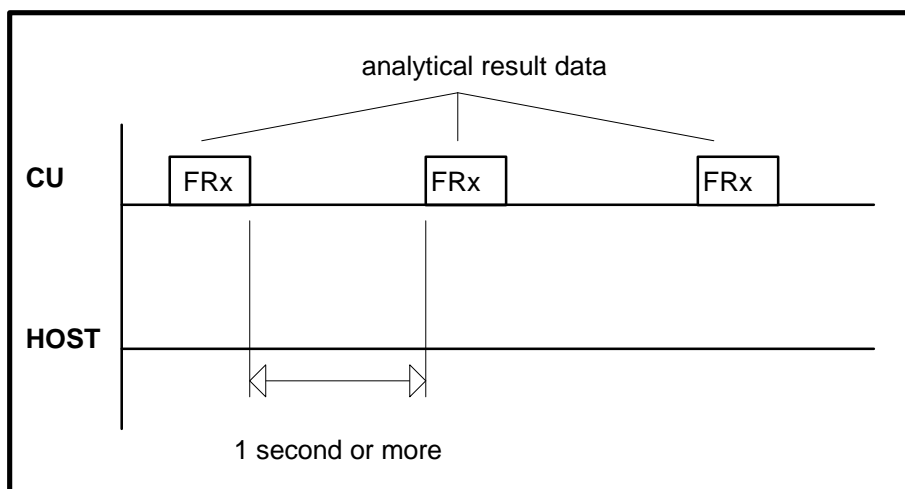 analytical result data
CU
FRx
FRx
FRx
HOST
1 second or more